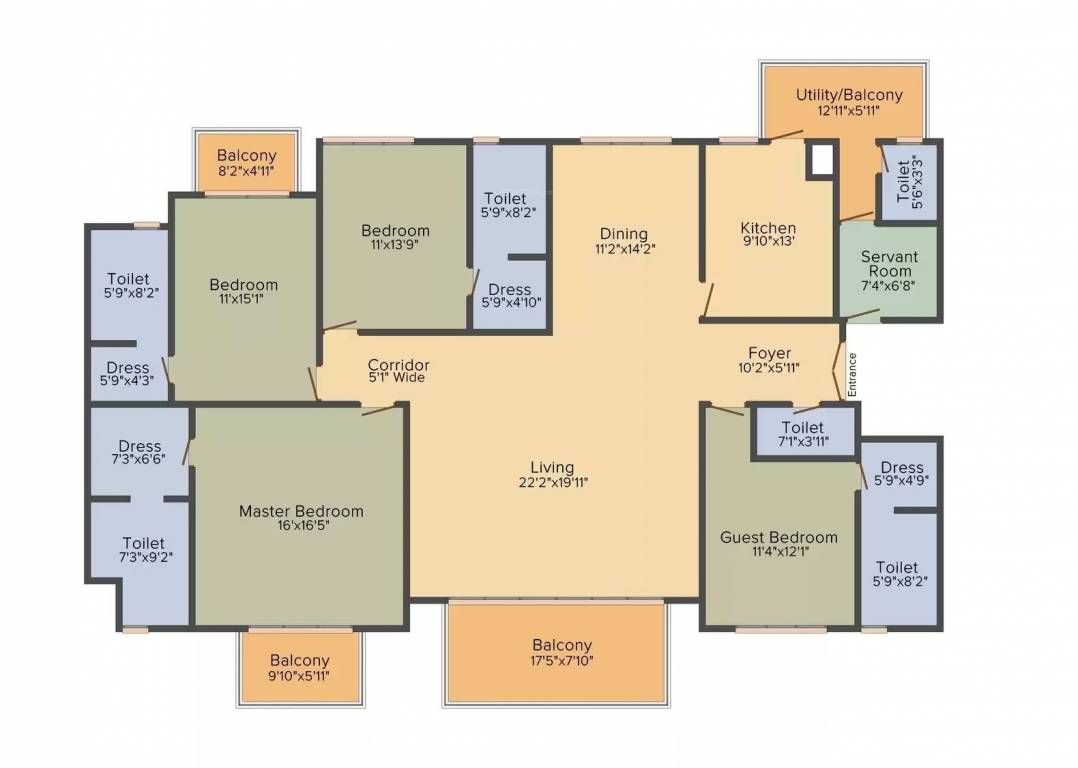 Utility/Balcony
12'11"x5'11"
Balcony
8'2"x4'11"
Toilet
5'6"x3'3"
Toilet
5'9"x8'2"
Bedroom
11'x13'9"
Dining
11'2"x14'2"
Kitchen
9'10"x13'
Servant
Room
7'4"x6'8"
Toilet
5'9"x8'2"
Bedroom
11'x15'1"
Dress
5'9"x4'10"
Dress
5'9"x4'3"
Corridor
5'1" Wide
Foyer
10'2"x5'11"
Entrance
Dress
7'3"x6'6"
Toilet
7'1"x3'11"
Living
22'2"x19'11"
Dress
5'9"x4'9"
Master Bedroom
16'x16'5"
Toilet
7'3"x9'2"
Guest Bedroom
11'4"x12'1"
Toilet
5'9"x8'2"
Balcony
9'10"x5'11"
Balcony
17'5"x7'10"